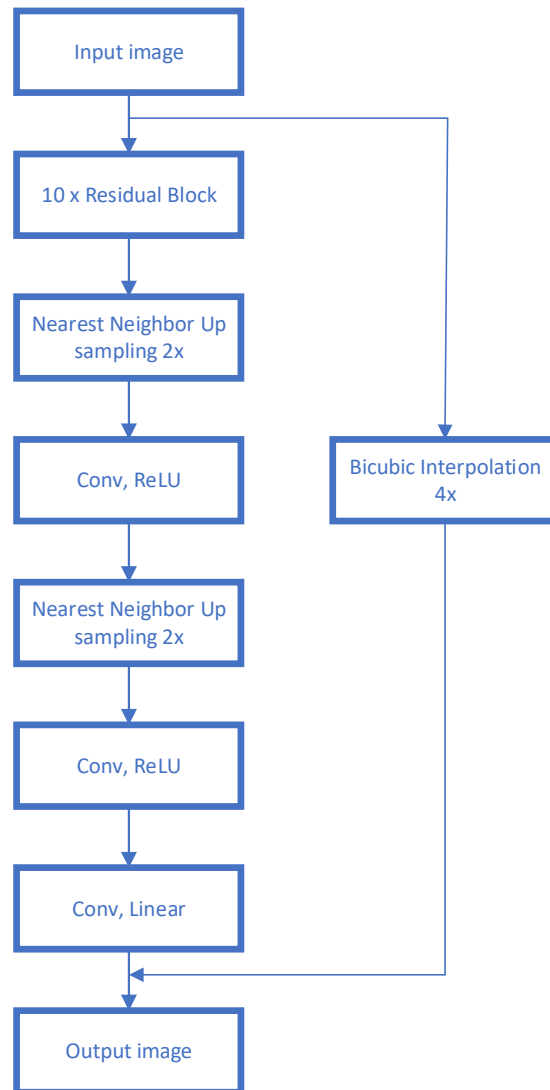 Input image
10 x Residual Block
Nearest Neighbor Up
sampling 2x
Conv, ReLU
Bicubic Interpolation
4x
Nearest Neighbor Up
sampling 2x
Conv, ReLU
Conv, Linear
Output image